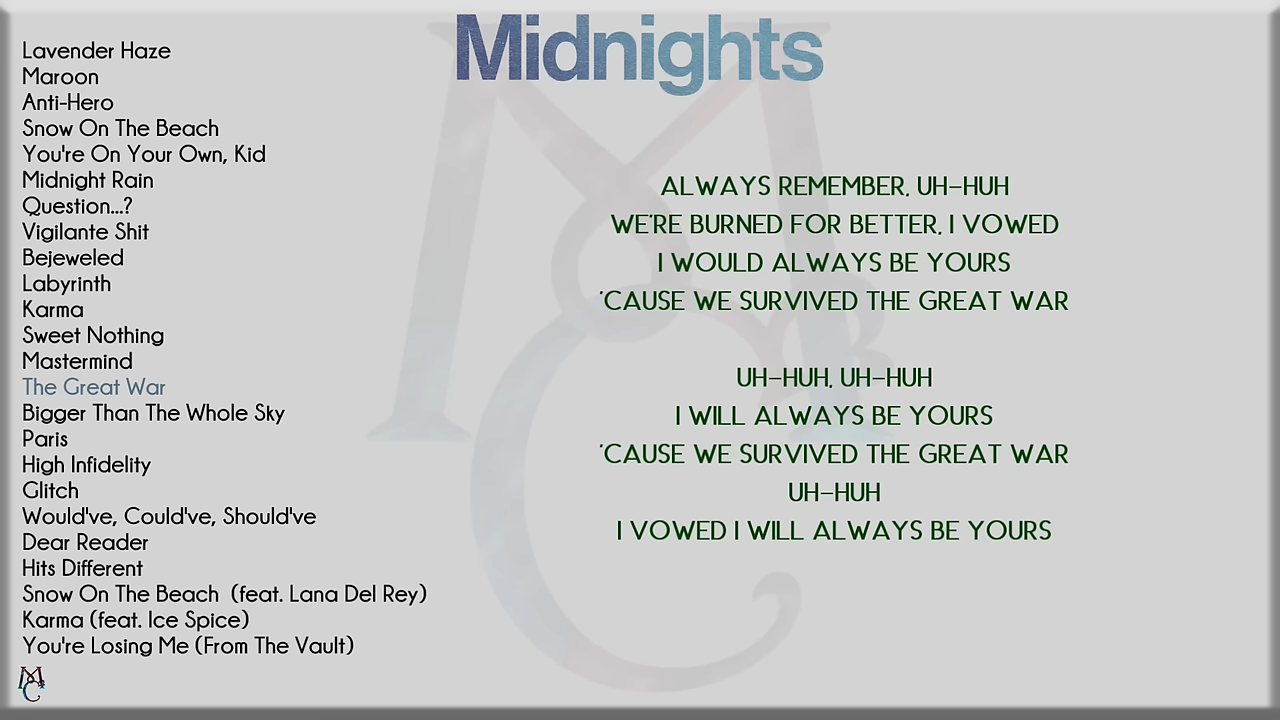 Midnights
Lavender Haze
Maroon
Anti-Hero
Snow On The Beach
You're On Your Own, Kid
Midnight Rain
Question...?
Vigilante Shit
Bejeweled
Labyrinth
Karma
Sweet Nothing
Mastermind
The Great War
Bigger Than The Whole Sky
Paris
High Infidelity
Glitch
Would've, Could've, Should've
Dear Reader
Hits Different
Snow On The Beach (feat. Lana Del Rey)
Karma (feat. Ice Spice)
You're Losing Me (From The Vault)
ALWAYS REMEMBER, UH-HUH
WE'RE BURNED FOR BETTER, I VOWED
I WOULD ALWAYS BE YOURS
'CAUSE WE SURVIVED THE GREAT WAR
UH-HUH, UH-HUH
I WILL ALWAYS BE YOURS
'CAUSE WE SURVIVED THE GREAT WAR
UH-HUH
I VOWED I WILL ALWAYS BE YOURS